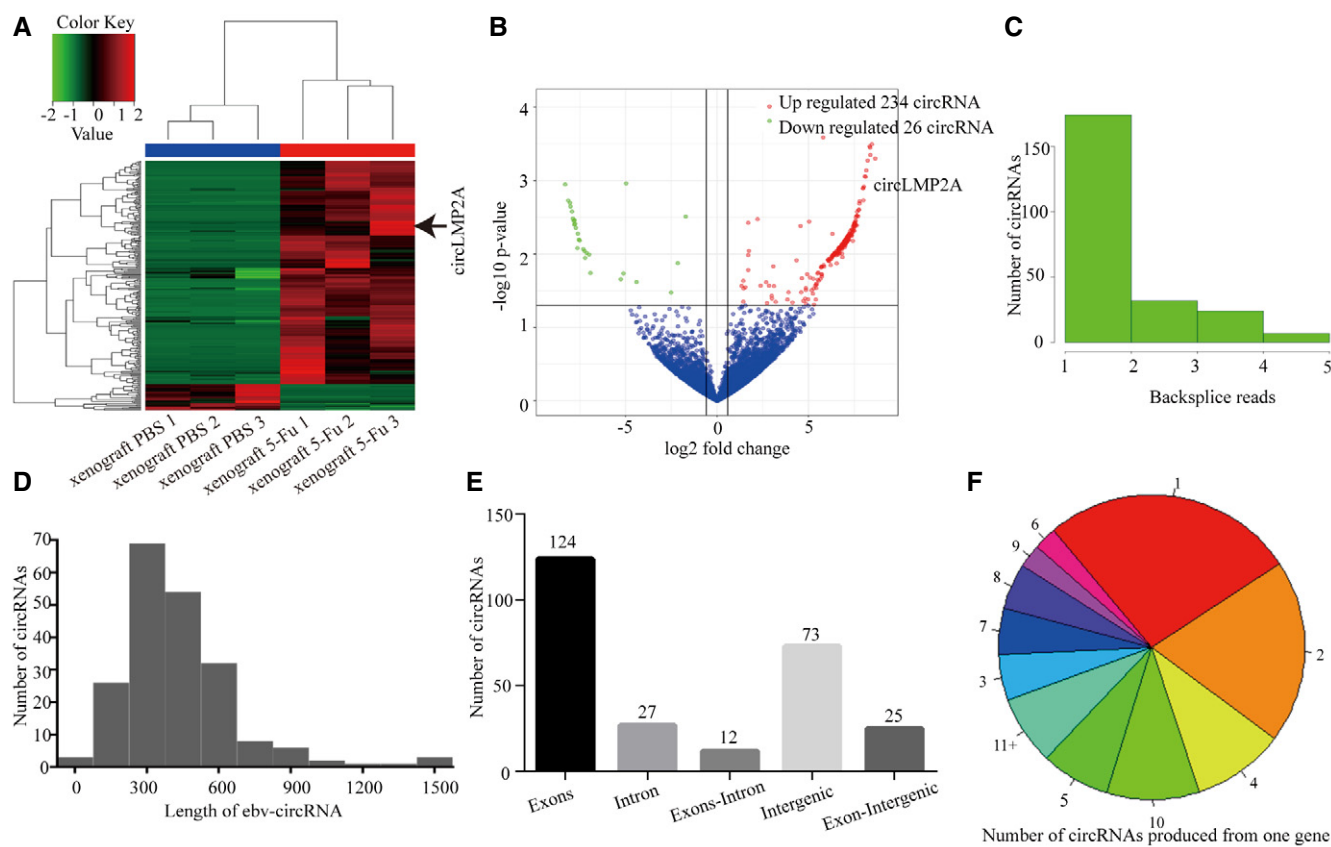 A
Color Key
-2 -1 0 1 2
Value
circLMP2A
xenograft PBS 1
xenograft PBS 2
xenograft PBS 3
xenograft 5-Fu 1
xenograft 5-Fu 2
xenograft 5-Fu 3
B
Up regulated 234 circRNA
Down regulated 26 circRNA
circLMP2A
-log10 p-value
4
3
2
1
0
-5 0 5
log2 fold change
C
Number of circRNAs
150
100
50
0
1 2 3 4 5
Backsplice reads
D
Number of circRNAs
70
60
50
40
30
20
10
0
0 300 600 900 1200 1500
Length of ebv-circRNA
E
Number of circRNAs
150
100
50
0
124
27
12
73
25
Exons
Intron
Exons-Intron
Intergenic
Exon-Intergenic
F
1
2
4
10
5
11+
3
7
8
9
6
Number of circRNAs produced from one gene